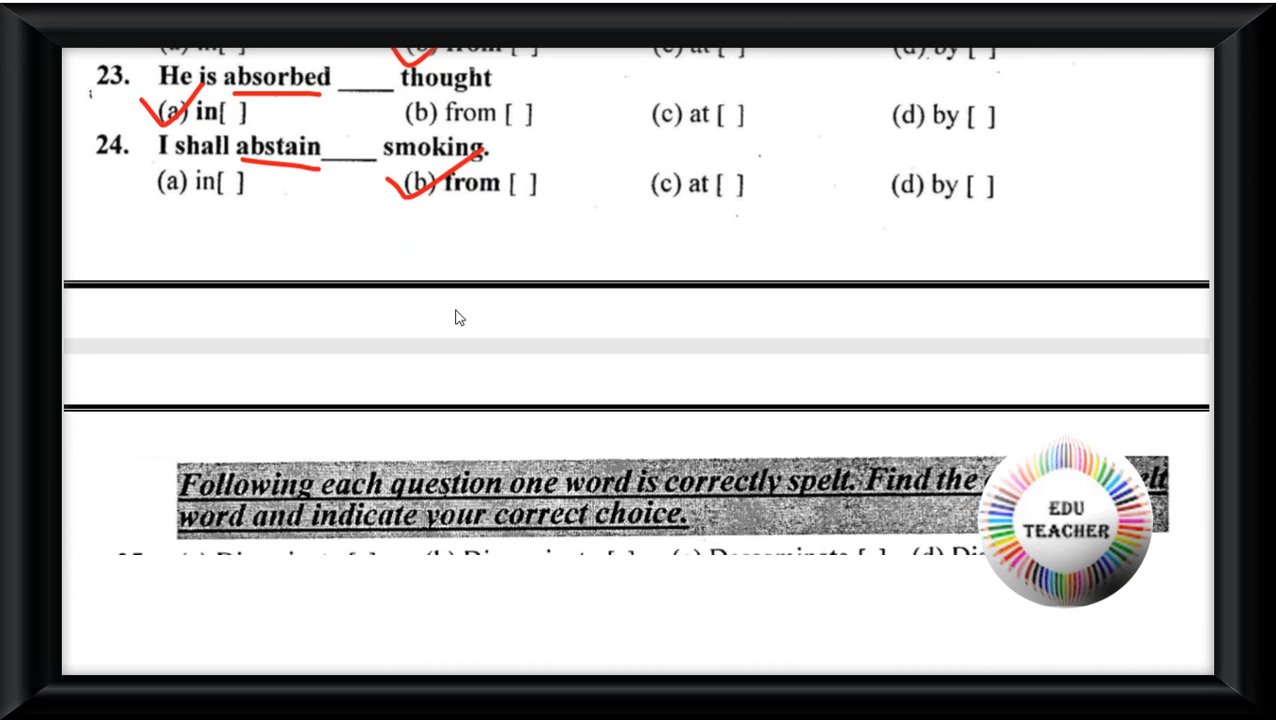 23. He is absorbed ____ thought
(a) in[ ] (b) from [ ] (c) at [ ] (d) by [ ]
24. I shall abstain____ smoking.
(a) in[ ] (b) from [ ] (c) at [ ] (d) by [ ]
Following each question one word is correctly spelt. Find the
word and indicate your correct choice.
EDU
TEACHER